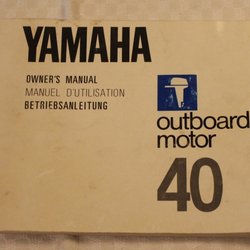 YAMAHA
OWNER'S MANUAL
MANUEL D'UTILISATION
BETRIEBSANLEITUNG
outboard
motor
40